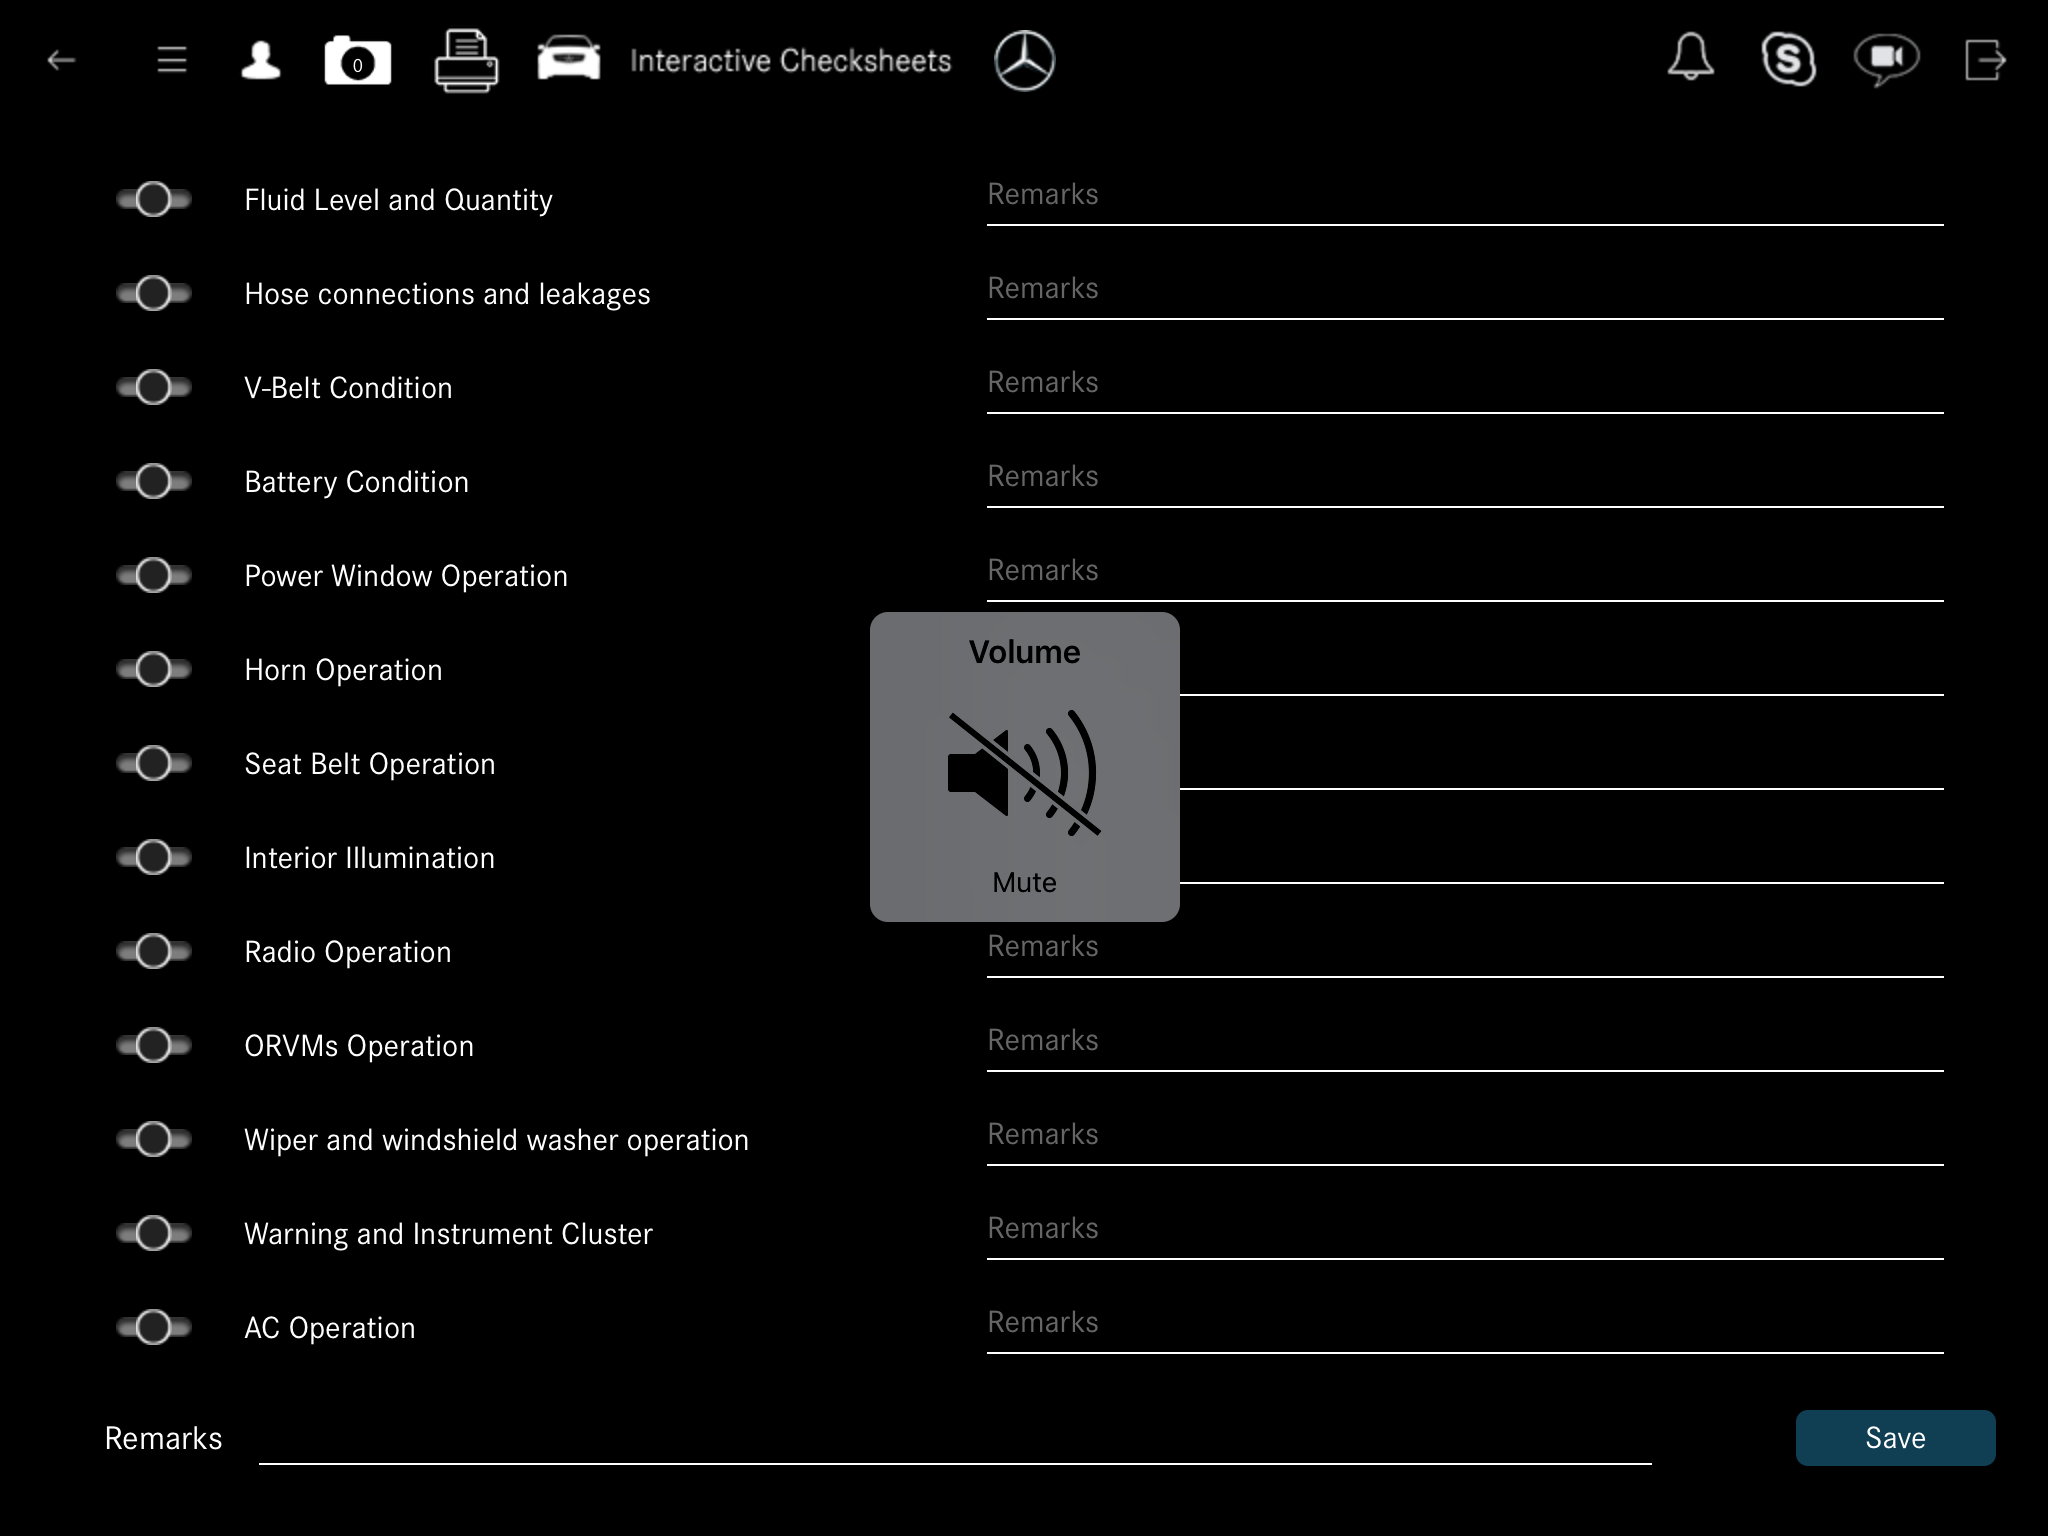 0
Interactive Checksheets
Fluid Level and Quantity Remarks
Hose connections and leakages Remarks
V-Belt Condition Remarks
Battery Condition Remarks
Power Window Operation Remarks
Volume
Horn Operation
Seat Belt Operation
Interior Illumination
Mute
Radio Operation Remarks
ORVMs Operation Remarks
Wiper and windshield washer operation Remarks
Warning and Instrument Cluster Remarks
AC Operation Remarks
Remarks
Save